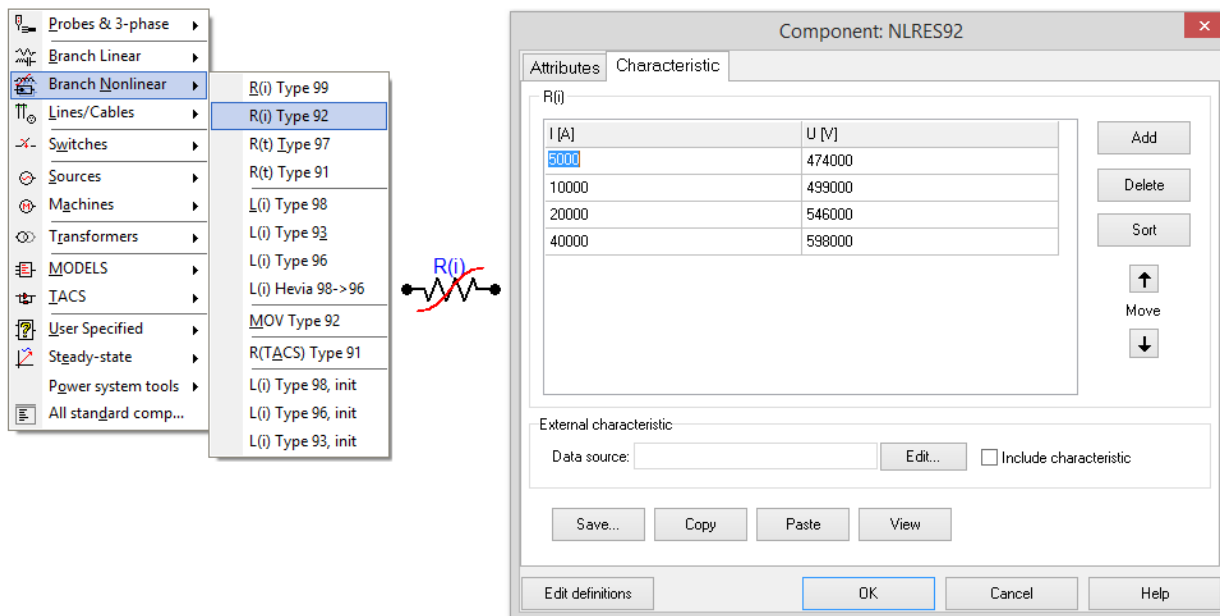 Probes & 3-phase
Branch Linear
Branch Nonlinear
Lines/Cables
Switches
Sources
Machines
Transformers
MODELS
TACS
User Specified
Steady-state
Power system tools
All standard comp...
R(i) Type 99
R(i) Type 92
R(t) Type 97
R(t) Type 91
L(i) Type 98
L(i) Type 93
L(i) Type 96
L(i) Hevia 98->96
MOV Type 92
R(TACS) Type 91
L(i) Type 98, init
L(i) Type 96, init
L(i) Type 93, init
R(i)
Component: NLRES92
Attributes Characteristic
R(i)
I [A] U [V]
5000 474000
10000 499000
20000 546000
40000 598000
Add
Delete
Sort
Move
External characteristic
Data source: Edit... Include characteristic
Save... Copy Paste View
Edit definitions OK Cancel Help